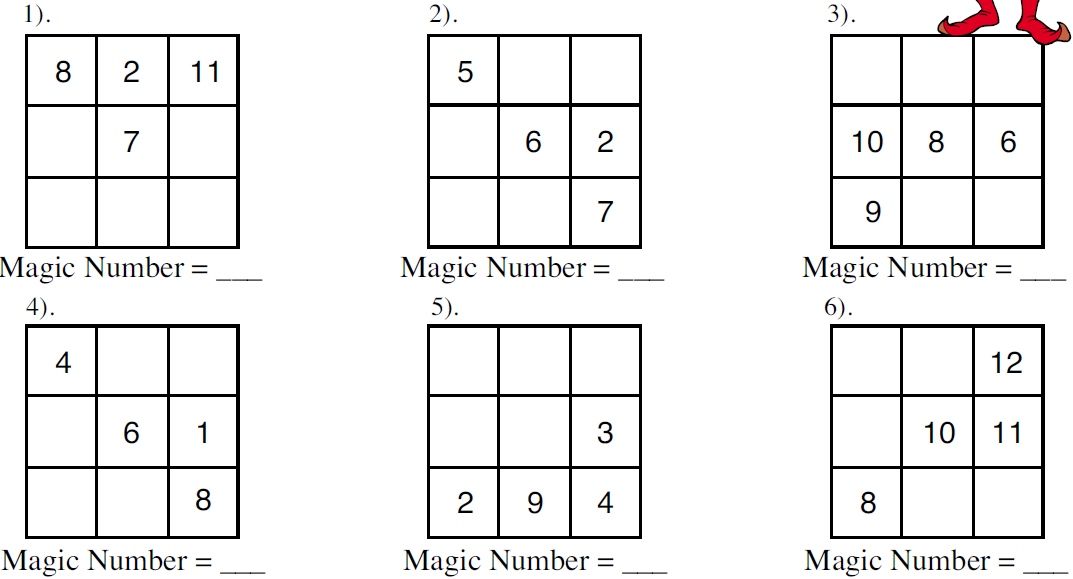 1). 2). 3).
8 2 11 5
7 6 2 10 8 6
7 9
Magic Number = ___ Magic Number = ___ Magic Number = ___
4). 5). 6).
4 12
6 1 3 10 11
8 2 9 4 8
Magic Number = ___ Magic Number = ___ Magic Number = ___